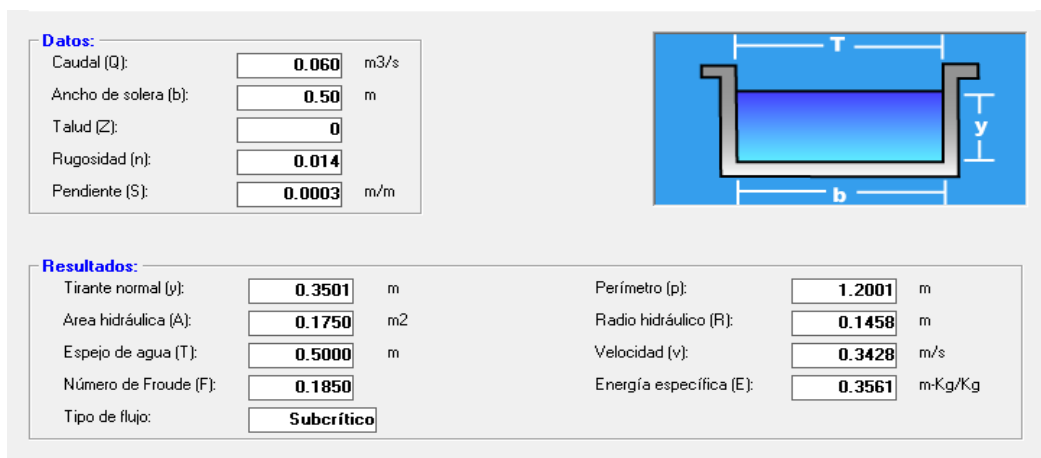 Datos:
Caudal (Q): 0.060 m3/s
Ancho de solera (b): 0.50 m
Talud (Z): 0
Rugosidad (n): 0.014
Pendiente (S): 0.0003 m/m
T
y
b
Resultados:
Tirante normal (y): 0.3501 m
Area hidráulica (A): 0.1750 m2
Espejo de agua (T): 0.5000 m
Número de Froude (F): 0.1850
Tipo de flujo: Subcrítico
Perímetro (p): 1.2001 m
Radio hidráulico (R): 0.1458 m
Velocidad (v): 0.3428 m/s
Energía específica (E): 0.3561 m-Kg/Kg